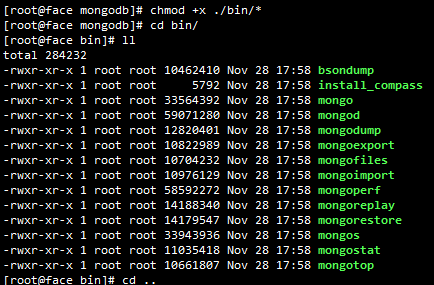 [root@face mongodb]# chmod +x ./bin/*
[root@face mongodb]# cd bin/
[root@face bin]# ll
total 284232
-rwxr-xr-x 1 root root 10462410 Nov 28 17:58 bsondump
-rwxr-xr-x 1 root root     5792 Nov 28 17:58 install_compass
-rwxr-xr-x 1 root root 33564392 Nov 28 17:58 mongo
-rwxr-xr-x 1 root root 59071280 Nov 28 17:58 mongod
-rwxr-xr-x 1 root root 12820401 Nov 28 17:58 mongodump
-rwxr-xr-x 1 root root 10822989 Nov 28 17:58 mongoexport
-rwxr-xr-x 1 root root 10704232 Nov 28 17:58 mongofiles
-rwxr-xr-x 1 root root 10976129 Nov 28 17:58 mongoimport
-rwxr-xr-x 1 root root 58592272 Nov 28 17:58 mongoperf
-rwxr-xr-x 1 root root 14188340 Nov 28 17:58 mongoreplay
-rwxr-xr-x 1 root root 14179547 Nov 28 17:58 mongorestore
-rwxr-xr-x 1 root root 33943936 Nov 28 17:58 mongos
-rwxr-xr-x 1 root root 11035418 Nov 28 17:58 mongostat
-rwxr-xr-x 1 root root 10661807 Nov 28 17:58 mongotop
[root@face bin]# cd ..